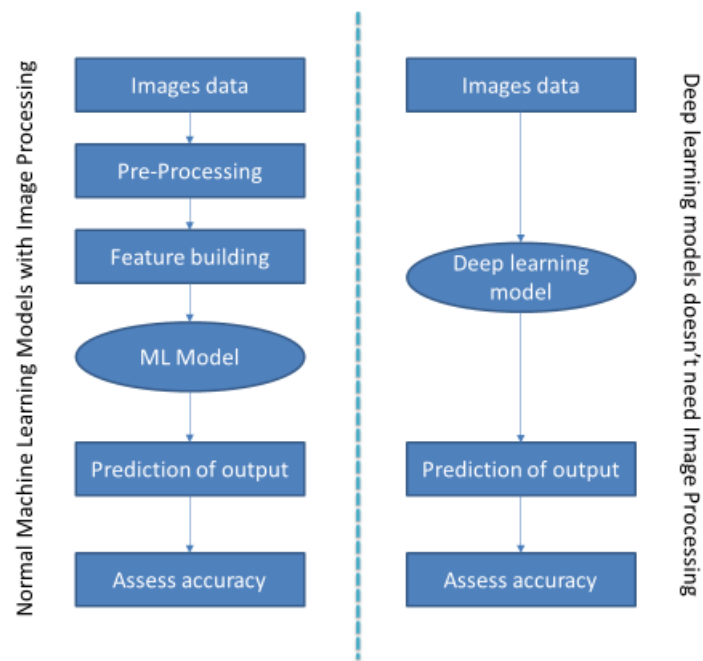 Normal Machine Learning Models with Image Processing
Images data
Pre-Processing
Feature building
ML Model
Prediction of output
Assess accuracy
Images data
Deep learning
model
Prediction of output
Assess accuracy
Deep learning models doesn't need Image Processing